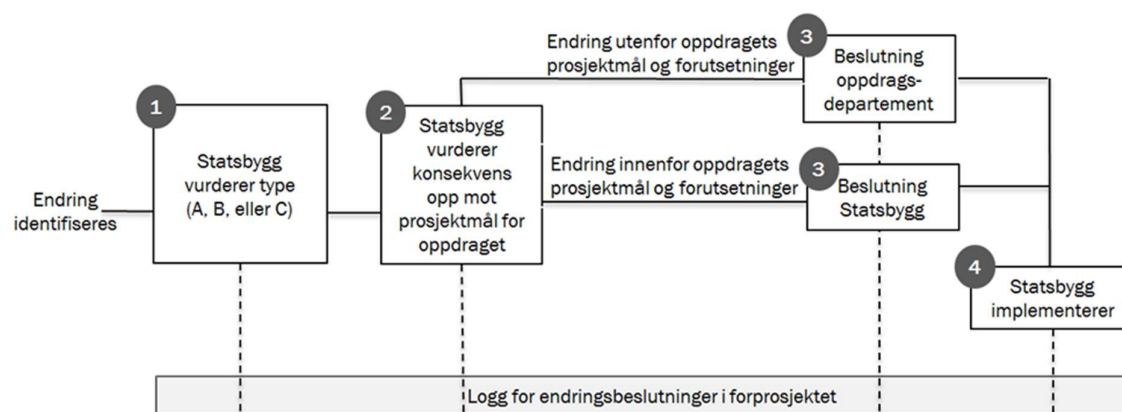 Endring
identifiseres
1
Statsbygg
vurderer type
(A, B, eller C)
2
Statsbygg
vurderer
konsekvens
opp mot
prosjektmål for
oppdraget
Endring utenfor oppdragets
prosjektmål og forutsetninger
3
Beslutning
oppdrags-
departement
Endring innenfor oppdragets
prosjektmål og forutsetninger
3
Beslutning
Statsbygg
4
Statsbygg
implementerer
Logg for endringsbeslutninger i forprosjektet